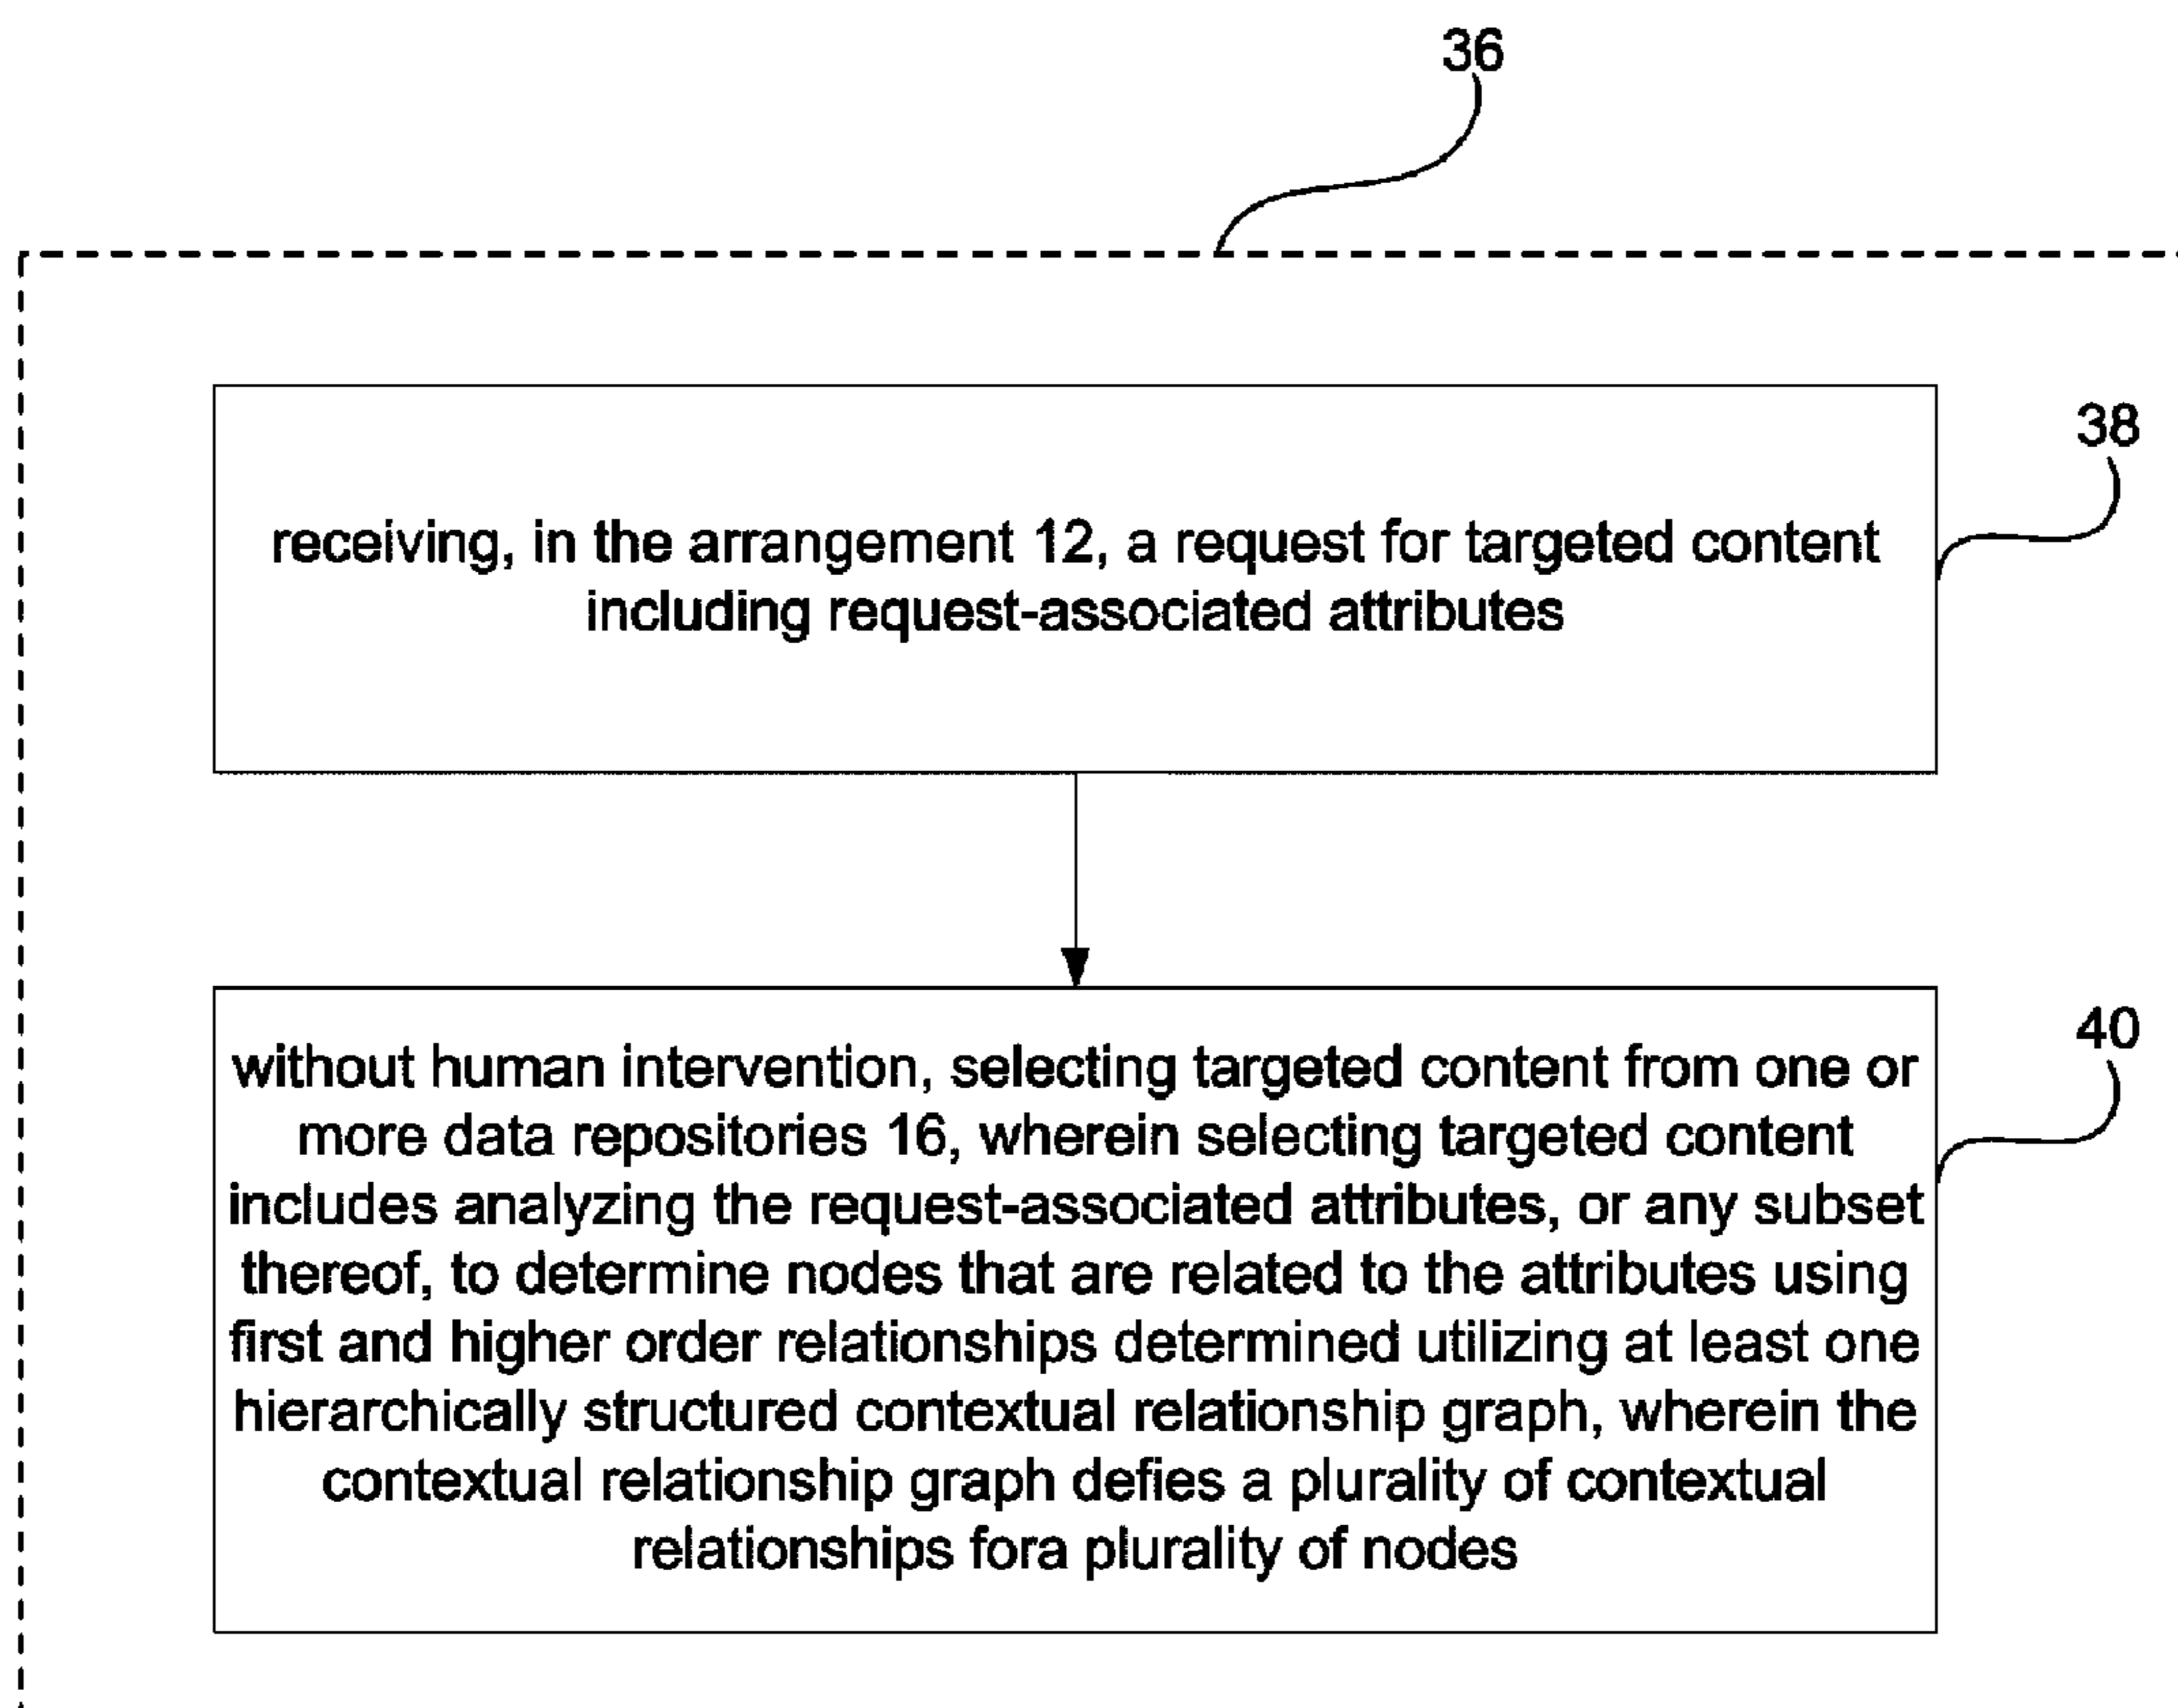 36
38
receiving, in the arrangement 12, a request for targeted content
including request-associated attributes
40
without human intervention, selecting targeted content from one or
more data repositories 16, wherein selecting targeted content
includes analyzing the request-associated attributes, or any subset
thereof, to determine nodes that are related to the attributes using
first and higher order relationships determined utilizing at least one
hierarchically structured contextual relationship graph, wherein the
contextual relationship graph defies a plurality of contextual
relationships fora plurality of nodes